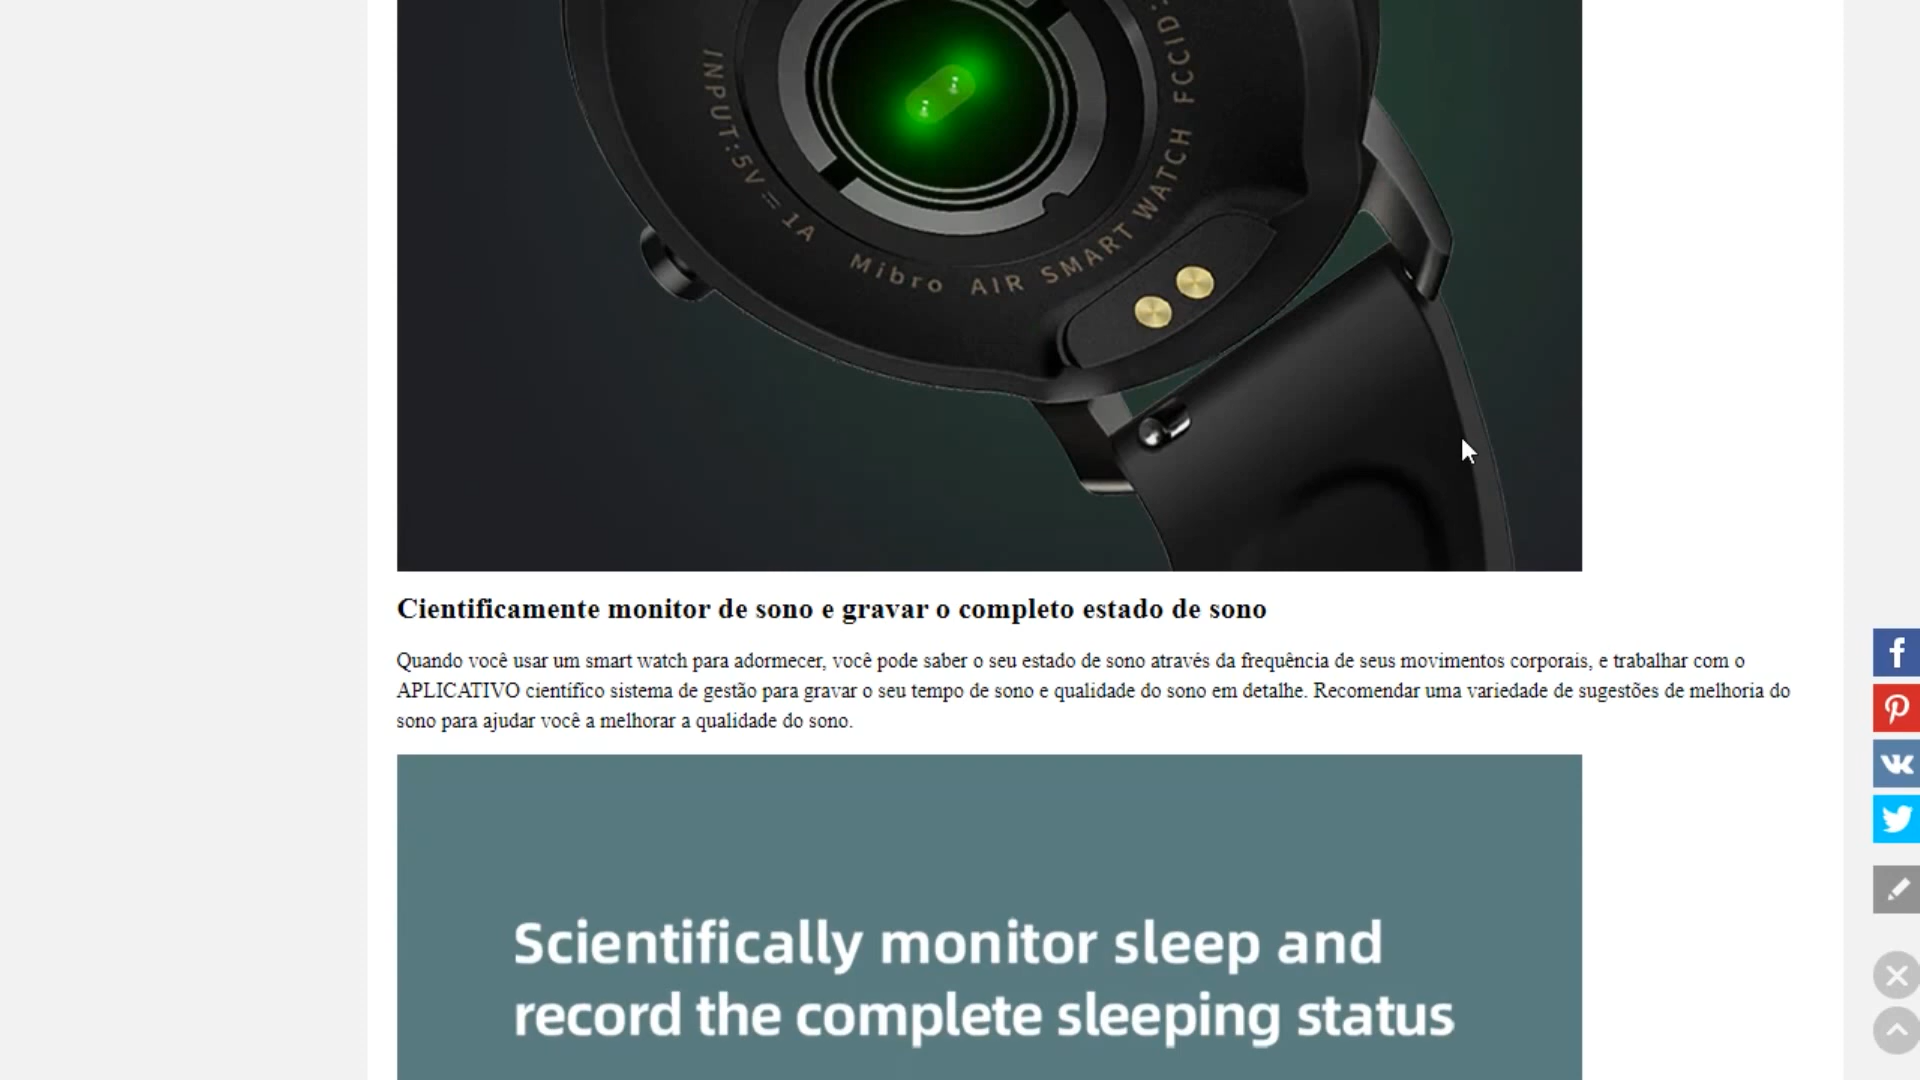 INPUT:5V = 1A Mibro AIR SMART WATCH FCCID:
Cientificamente monitor de sono e gravar o completo estado de sono
Quando você usar um smart watch para adormecer, você pode saber o seu estado de sono através da frequência de seus movimentos corporais, e trabalhar com o
APLICATIVO científico sistema de gestão para gravar o seu tempo de sono e qualidade do sono em detalhe. Recomendar uma variedade de sugestões de melhoria do
sono para ajudar você a melhorar a qualidade do sono.
Scientifically monitor sleep and
record the complete sleeping status